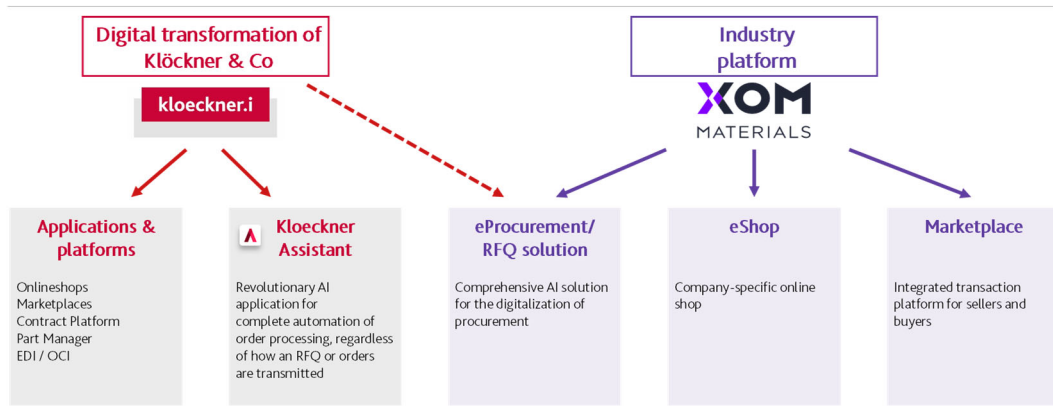 Digital transformation of
Klöckner & Co
kloeckner.i
Industry
platform
XOM
MATERIALS
Applications &
platforms
Onlineshops
Marketplaces
Contract Platform
Part Manager
EDI / OCI
Kloeckner
Assistant
Revolutionary AI
application for
complete automation of
order processing, regardless
of how an RFQ or orders
are transmitted
eProcurement/
RFQ solution
Comprehensive AI solution
for the digitalization of
procurement
eShop
Company-specific online
shop
Marketplace
Integrated transaction
platform for sellers and
buyers